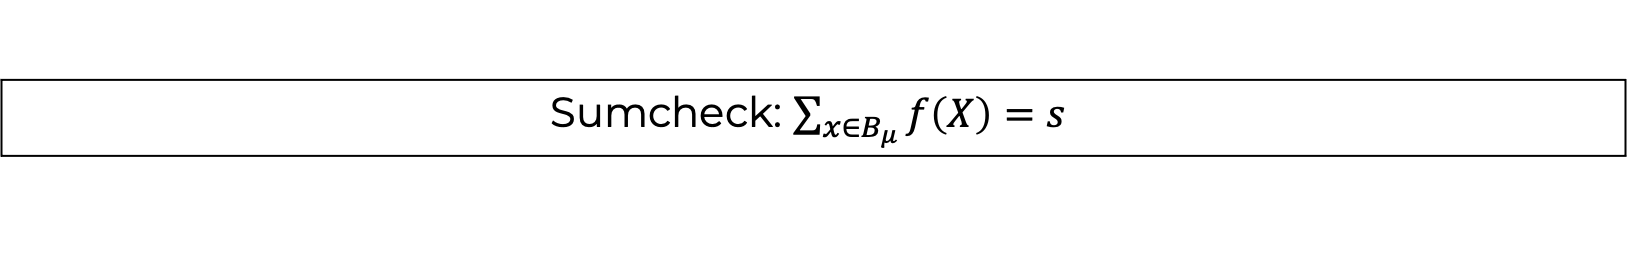 Sumcheck: ∑ₓ∈B_μ f(X) = s